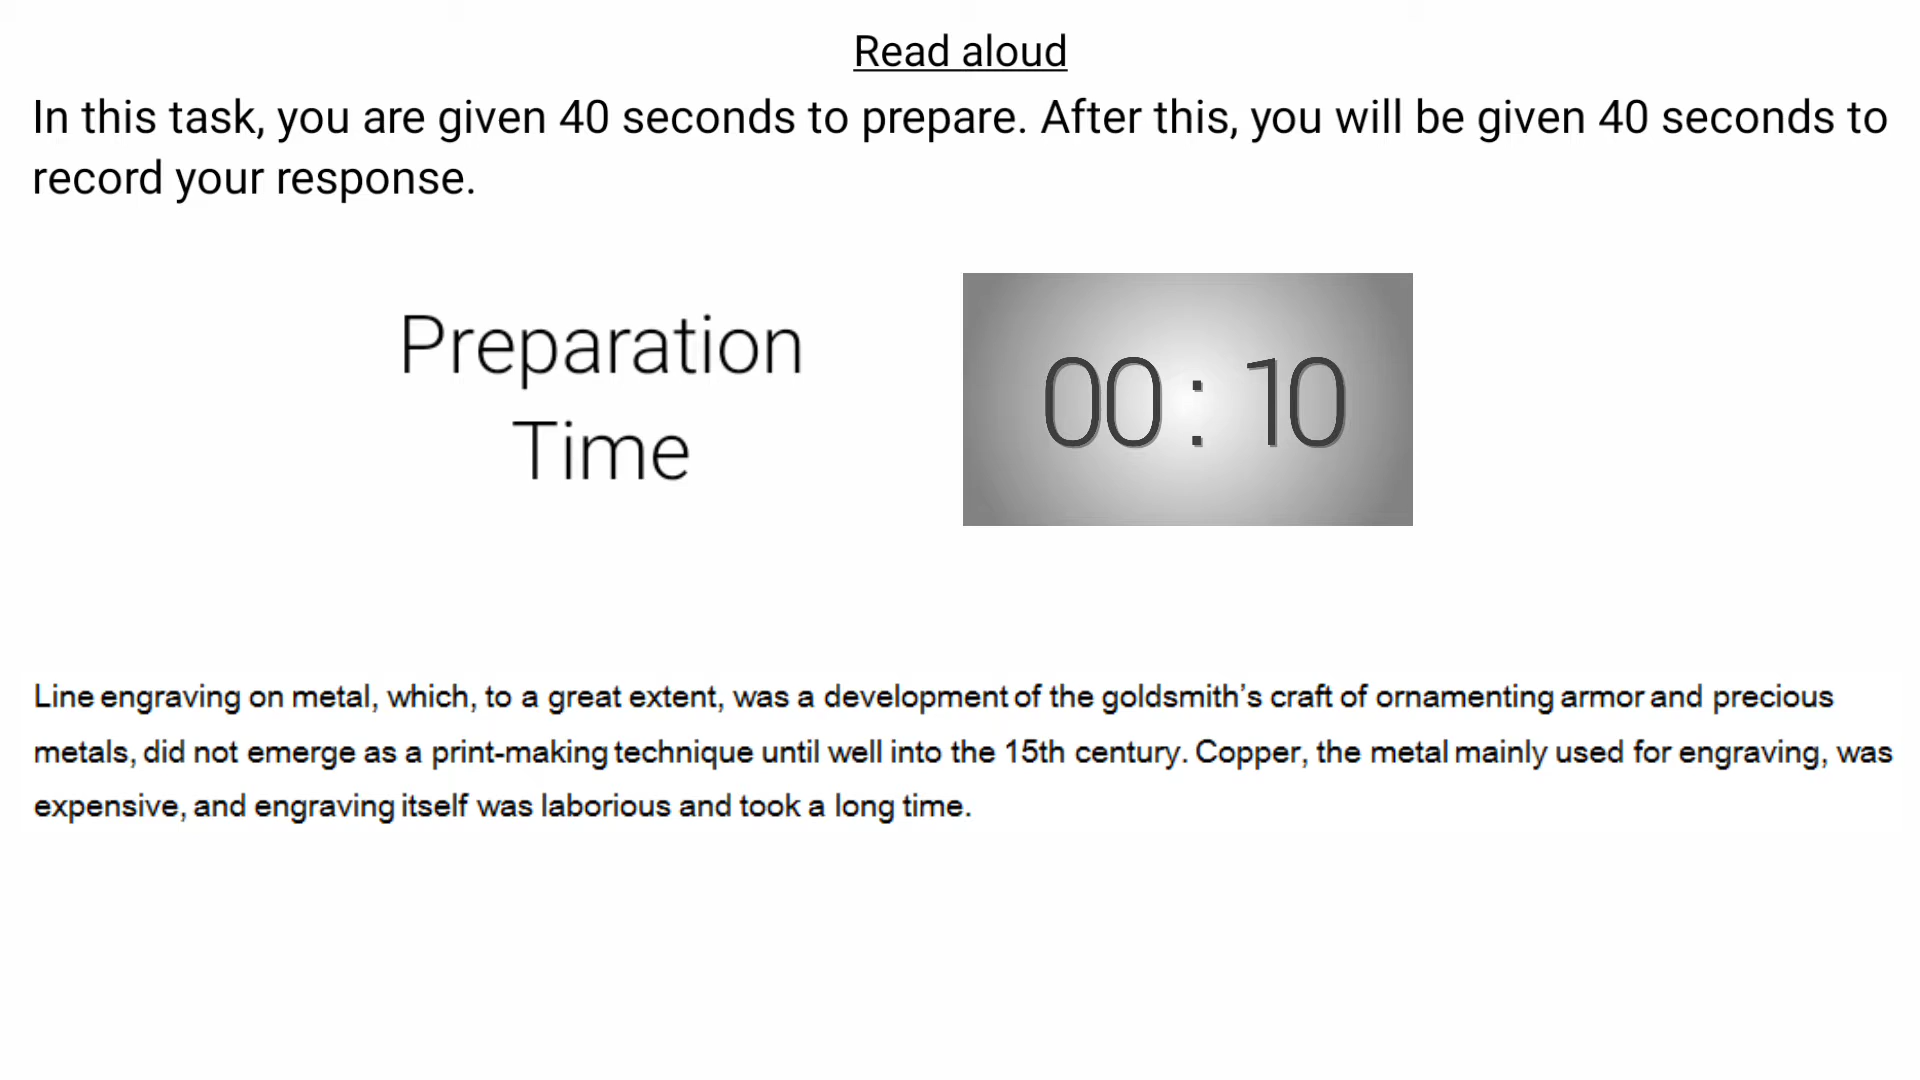 Read aloud
In this task, you are given 40 seconds to prepare. After this, you will be given 40 seconds to
record your response.
Preparation
Time
00 : 10
Line engraving on metal, which, to a great extent, was a development of the goldsmith’s craft of ornamenting armor and precious
metals, did not emerge as a print-making technique until well into the 15th century. Copper, the metal mainly used for engraving, was
expensive, and engraving itself was laborious and took a long time.